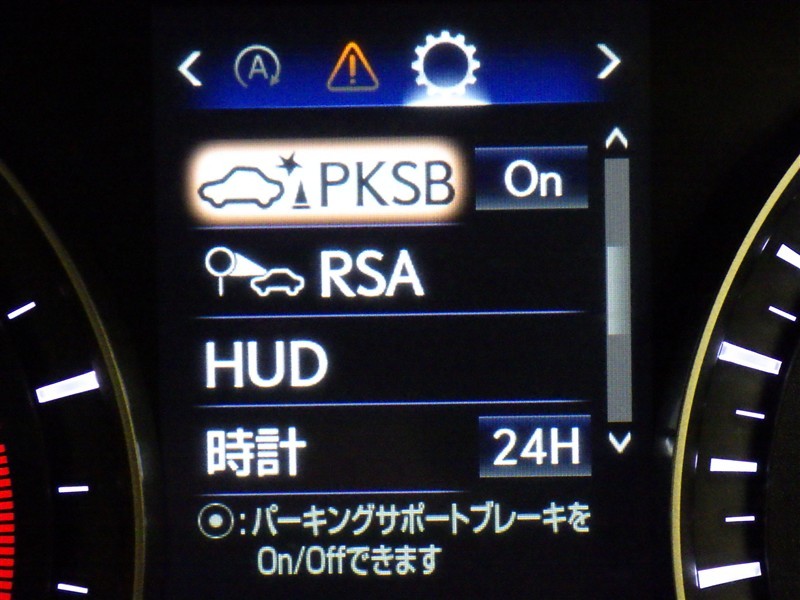 A
PKSB On
RSA
HUD
時計 24H
⦿:パーキングサポートブレーキを
On/Offできます